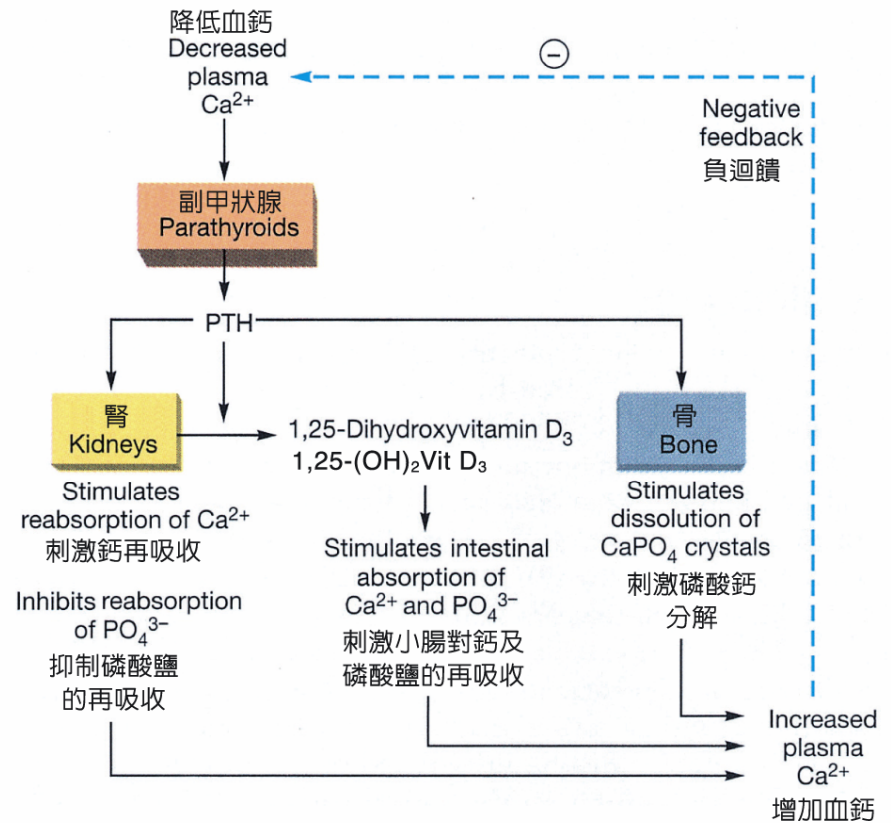 降低血鈣
Decreased
plasma
Ca²⁺
−
Negative
feedback
負迴饋
副甲狀腺
Parathyroids
PTH
腎
Kidneys
1,25-Dihydroxyvitamin D₃
1,25-(OH)₂Vit D₃
骨
Bone
Stimulates
reabsorption of Ca²⁺
刺激鈣再吸收
Inhibits reabsorption
of PO₄³⁻
抑制磷酸鹽
的再吸收
Stimulates intestinal
absorption of
Ca²⁺ and PO₄³⁻
刺激小腸對鈣及
磷酸鹽的再吸收
Stimulates
dissolution of
CaPO₄ crystals
刺激磷酸鈣
分解
Increased
plasma
Ca²⁺
增加血鈣